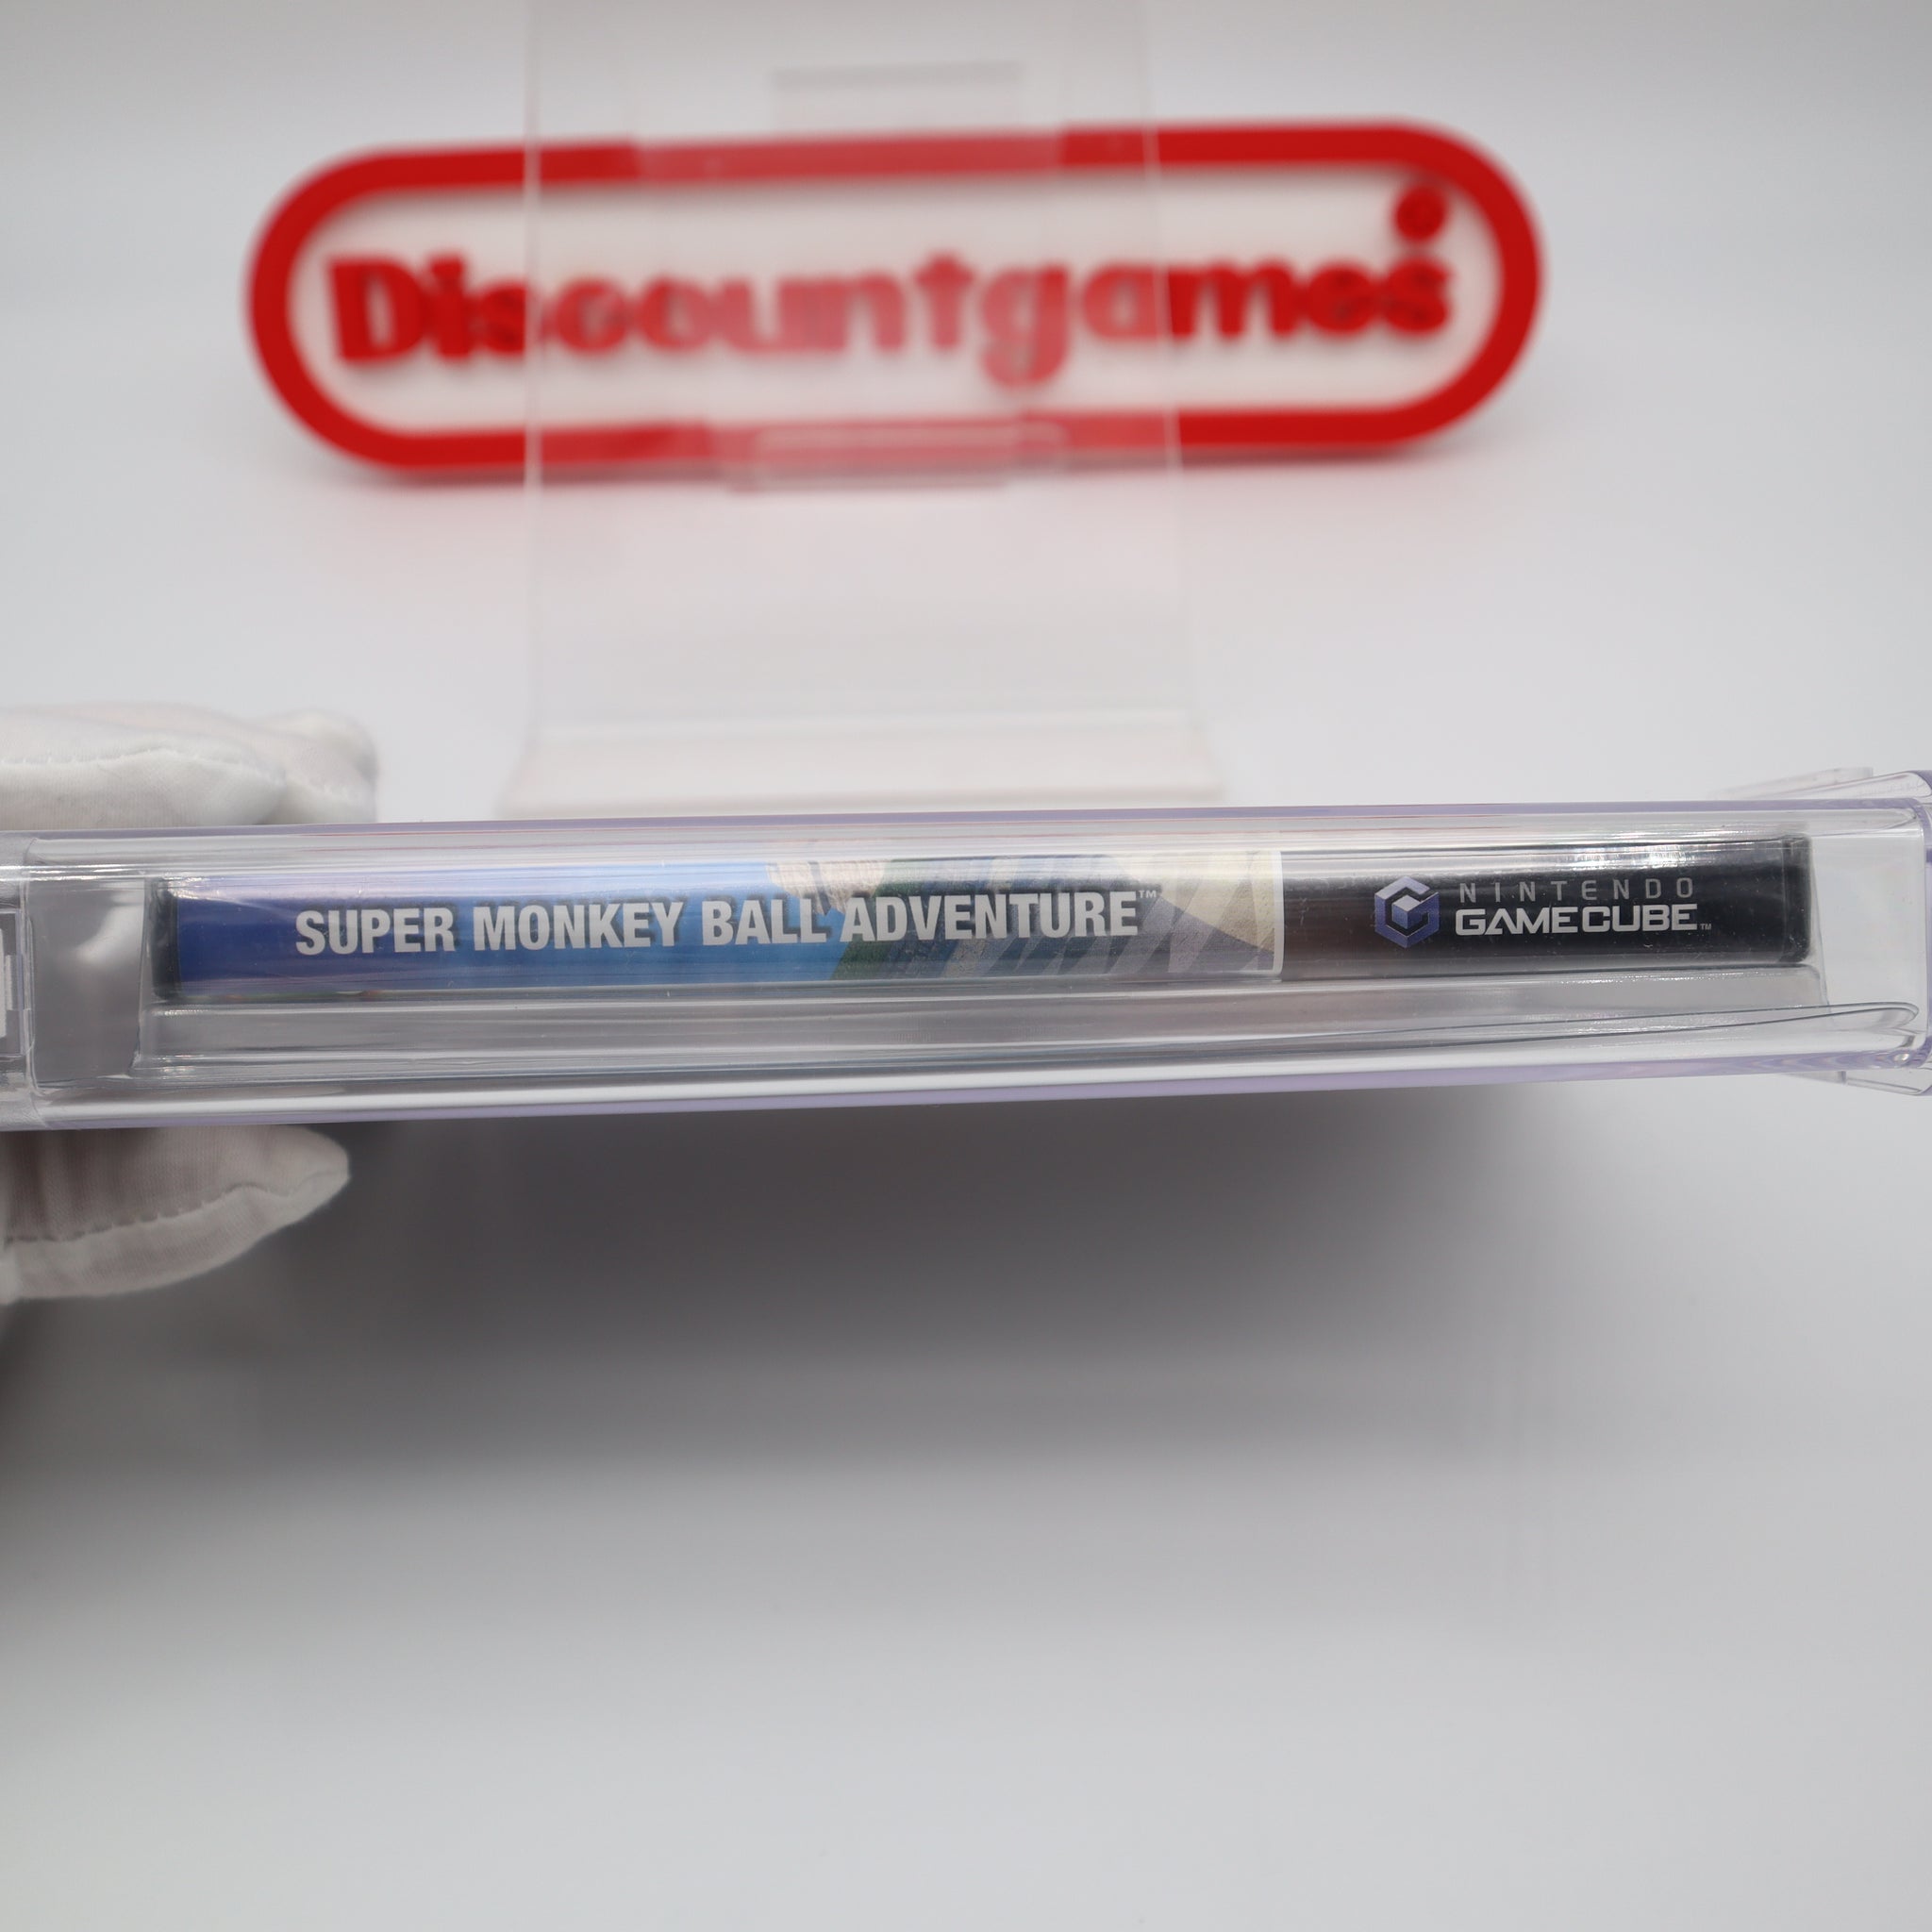 Discountgames
SUPER MONKEY BALL ADVENTURE™
NINTENDO
GAMECUBE™